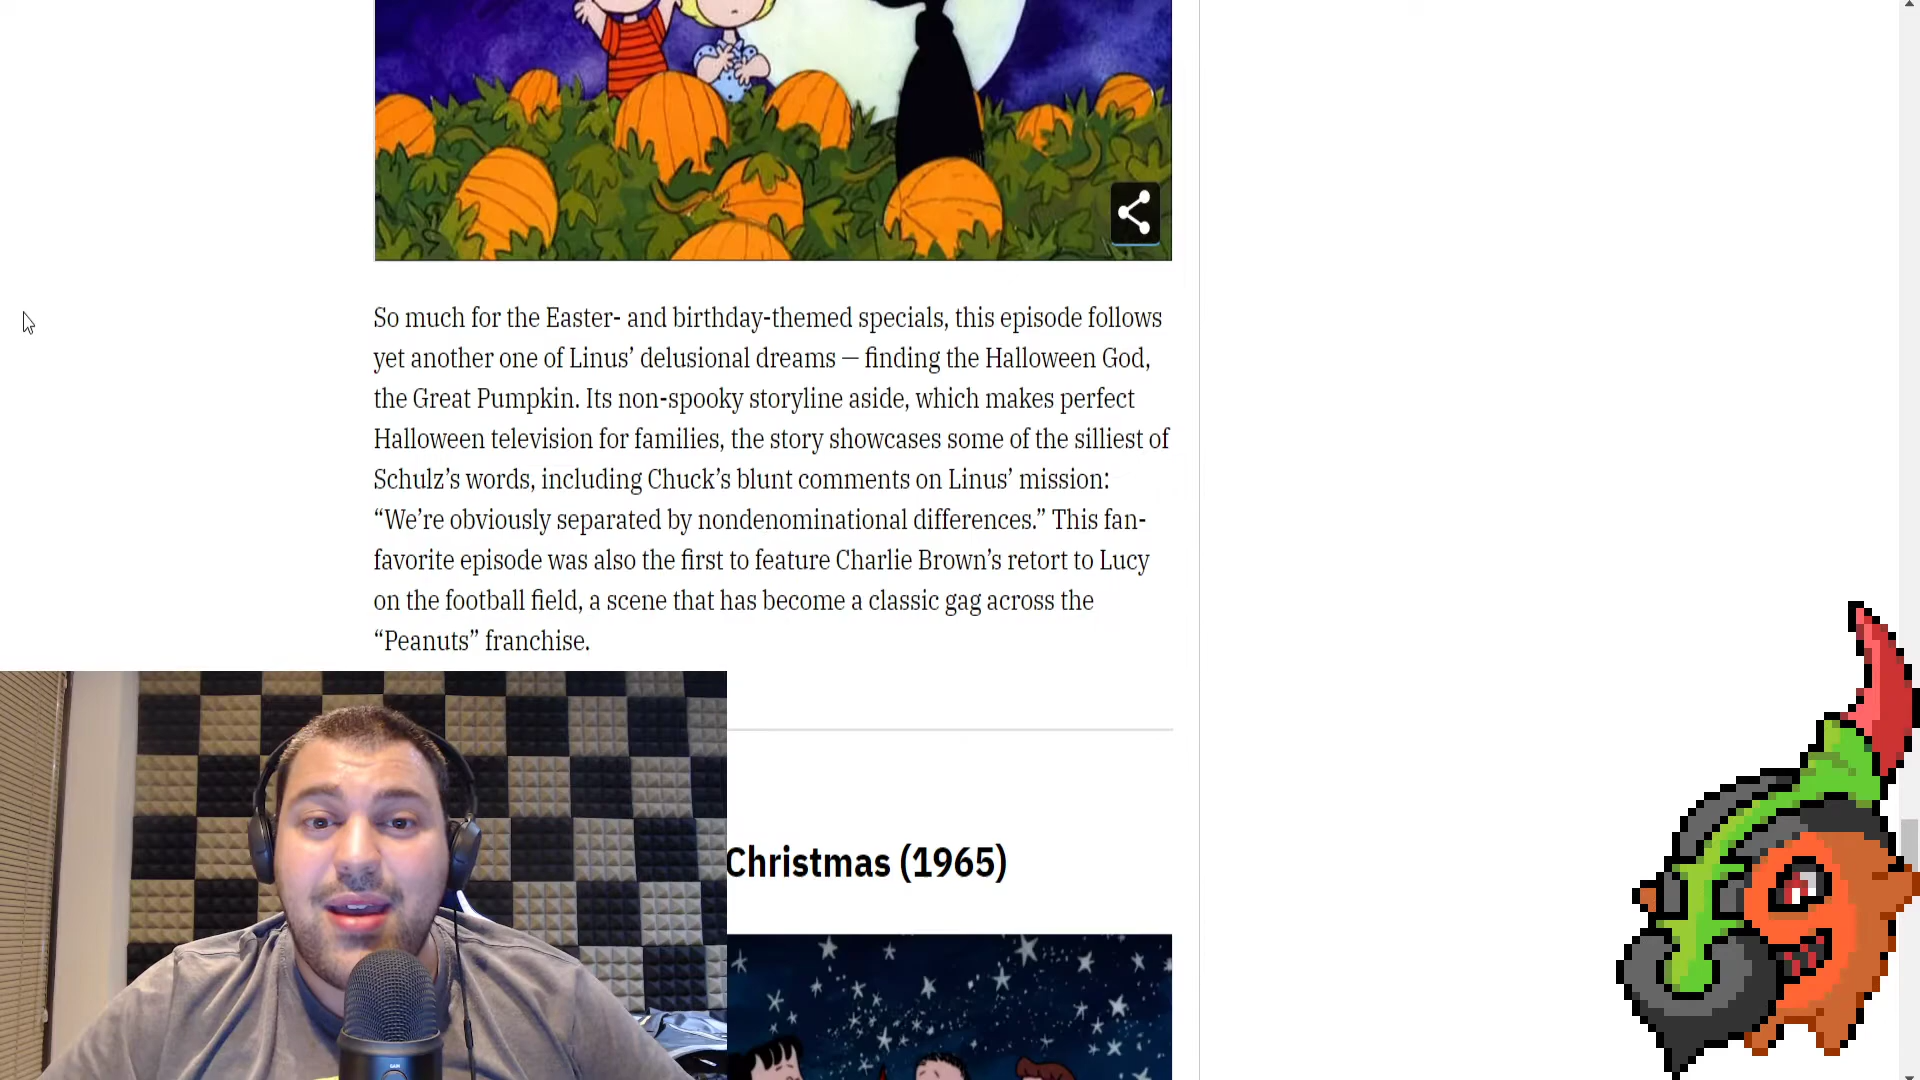 So much for the Easter- and birthday-themed specials, this episode follows
yet another one of Linus’ delusional dreams — finding the Halloween God,
the Great Pumpkin. Its non-spooky storyline aside, which makes perfect
Halloween television for families, the story showcases some of the silliest of
Schulz’s words, including Chuck’s blunt comments on Linus’ mission:
“We’re obviously separated by nondenominational differences.” This fan-
favorite episode was also the first to feature Charlie Brown’s retort to Lucy
on the football field, a scene that has become a classic gag across the
“Peanuts” franchise.
Christmas (1965)